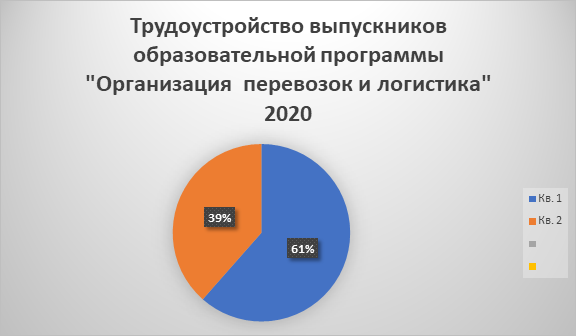 Трудоустройство выпускников
образовательной программы
"Организация  перевозок и логистика"
2020
39%
61%
Кв. 1
Кв. 2